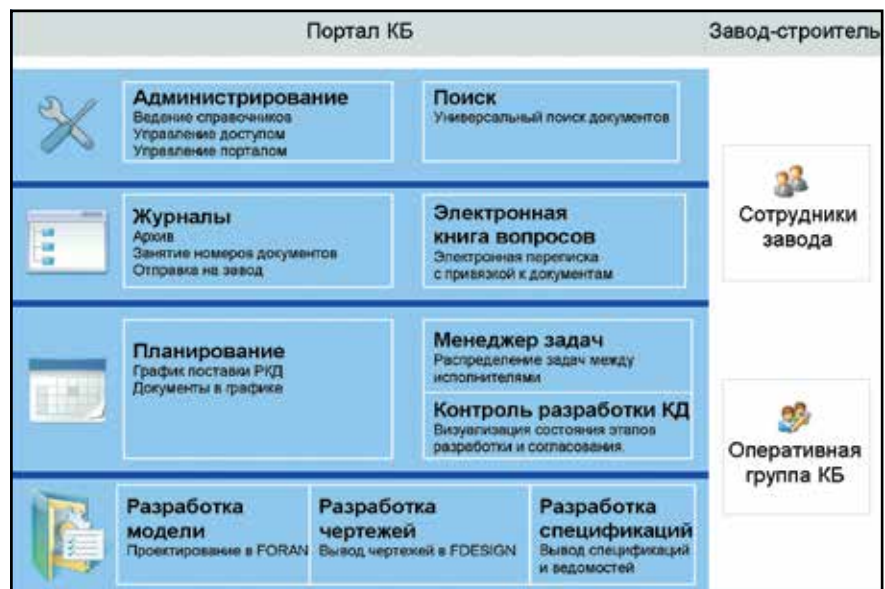 Портал КБ
Завод-строитель
Администрирование
Ведение справочников
Управление доступом
Управление порталом
Поиск
Универсальный поиск документов
Журналы
Архив
Занятие номеров документов
Отправка на завод
Электронная
книга вопросов
Электронная переписка
с привязкой к документам
Планирование
График поставки РКД
Документы в графике
Менеджер задач
Распределение задач между
исполнителями
Контроль разработки КД
Визуализация состояния этапов
разработки и согласования.
Разработка
модели
Проектирование в FORAN
Разработка
чертежей
Вывод чертежей в FDESIGN
Разработка
спецификаций
Вывод спецификаций
и ведомостей
Сотрудники
завода
Оперативная
группа КБ